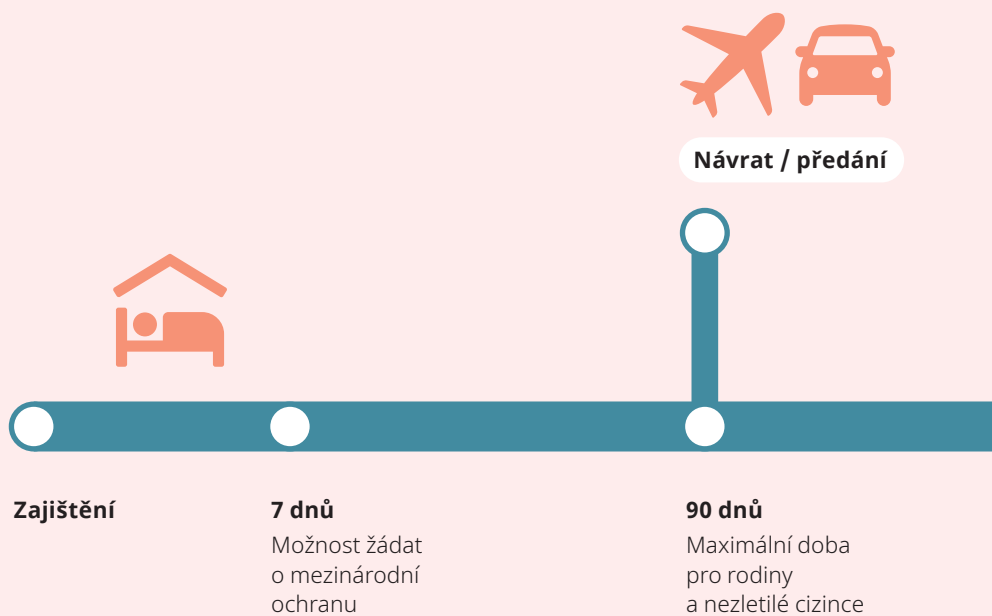 Návrat / předání
Zajištění
7 dnů
Možnost žádat
o mezinárodní
ochranu
90 dnů
Maximální doba
pro rodiny
a nezletilé cizince